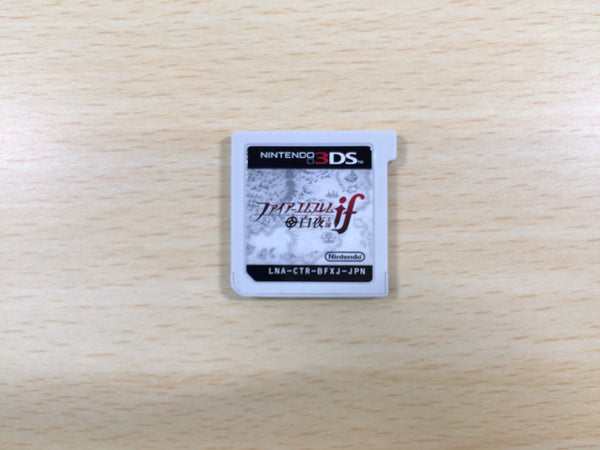 NINTENDO 3DS™
ファイアーエムブレム if
白夜王国
Nintendo
LNA-CTR-BFXJ-JPN